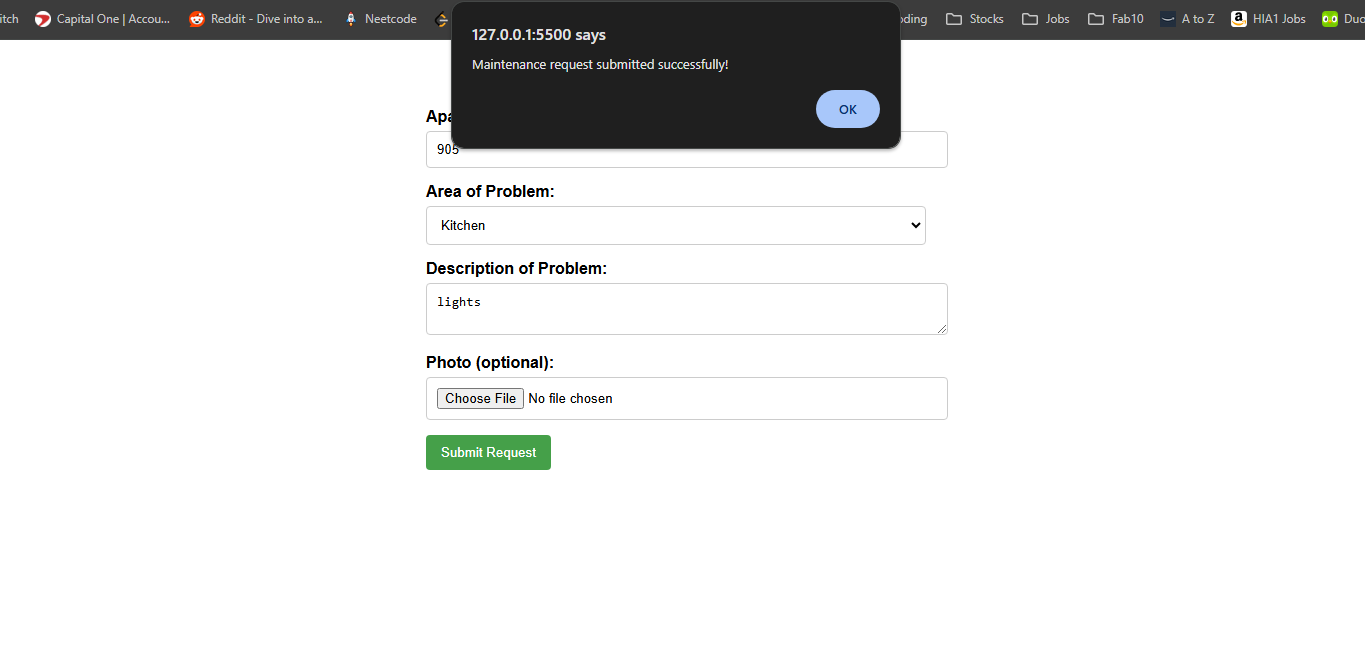 itch Capital One | Accou... Reddit - Dive into a... Neetcode oding Stocks Jobs Fab10 A to Z HIA1 Jobs Duo
127.0.0.1:5500 says
Maintenance request submitted successfully!
OK
Apa
905
Area of Problem:
Kitchen
Description of Problem:
lights
Photo (optional):
Choose File No file chosen
Submit Request